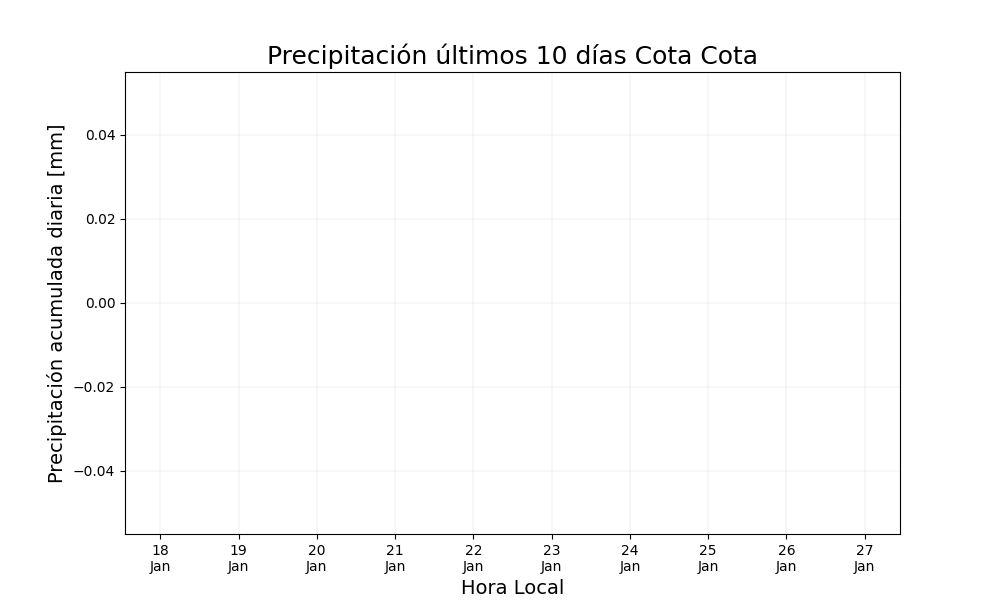 Precipitación últimos 10 días Cota Cota
Precipitación acumulada diaria [mm]
0.04
0.02
0.00
−0.02
−0.04
18 19 20 21 22 23 24 25 26 27
Jan Jan Jan Jan Jan Jan Jan Jan Jan Jan
Hora Local